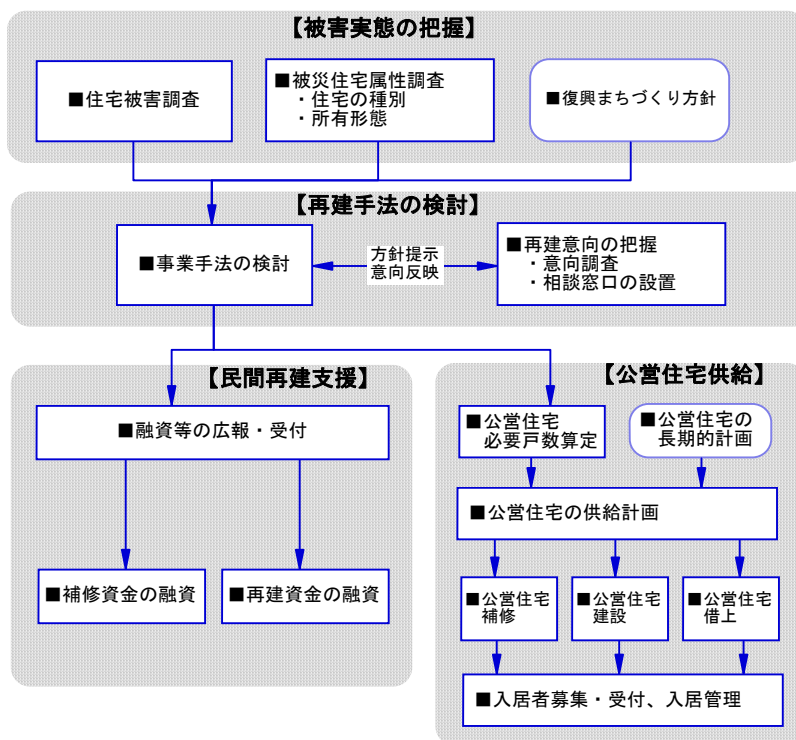 【被害実態の把握】
■住宅被害調査
■被災住宅属性調査
・住宅の種別
・所有形態
■復興まちづくり方針
【再建手法の検討】
■事業手法の検討
方針提示
意向反映
■再建意向の把握
・意向調査
・相談窓口の設置
【民間再建支援】
■融資等の広報・受付
■補修資金の融資
■再建資金の融資
【公営住宅供給】
■公営住宅
必要戸数算定
■公営住宅の
長期的計画
■公営住宅の供給計画
■公営住宅
補修
■公営住宅
建設
■公営住宅
借上
■入居者募集・受付、入居管理